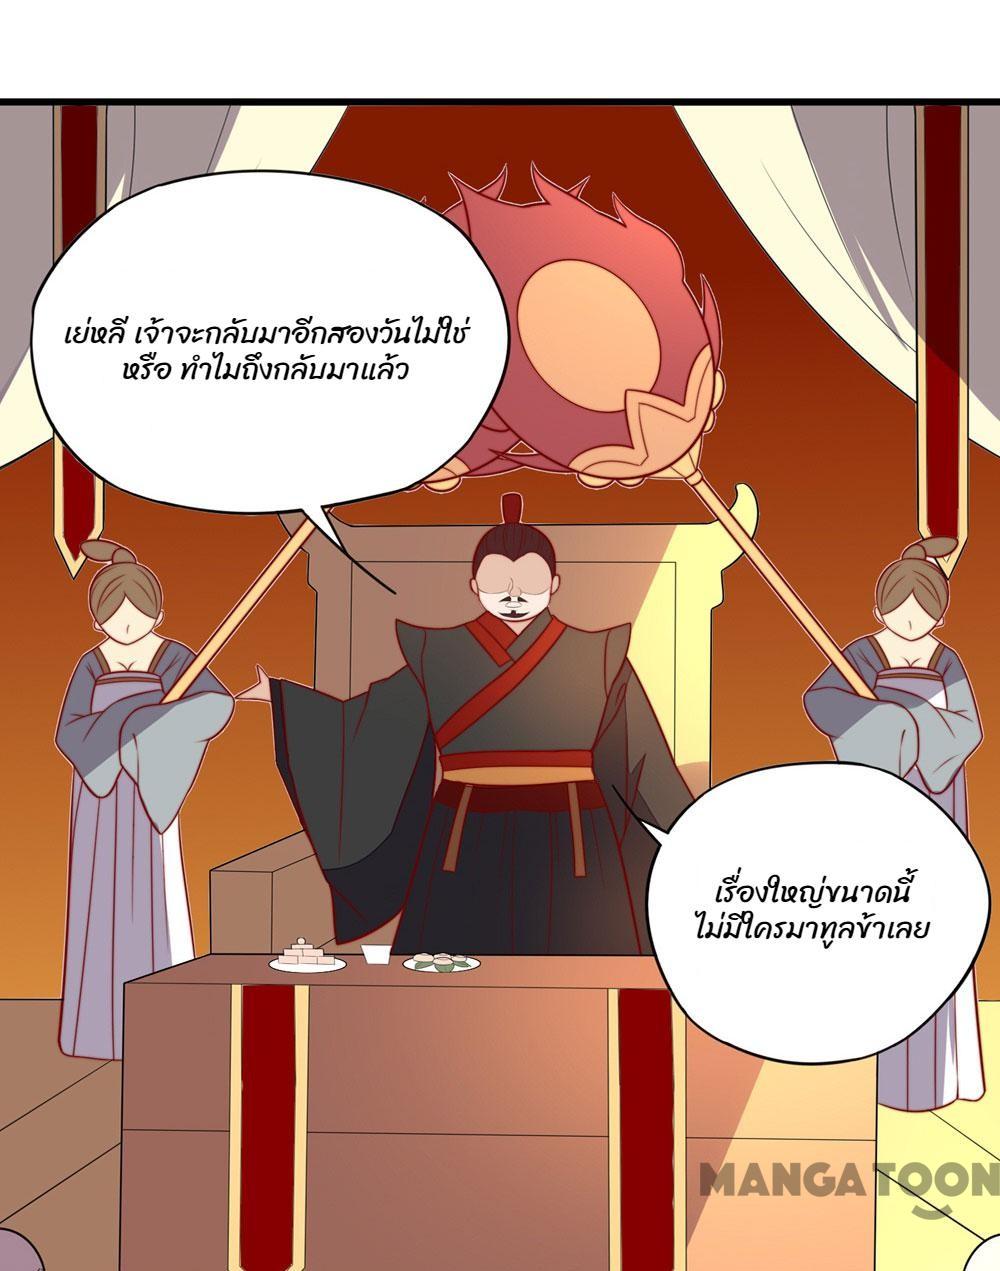 เย่หลี เจ้าจะกลับมาอีกสองวันไม่ใช่
หรือ ทำไมถึงกลับมาแล้ว
เรื่องใหญ่ขนาดนี้
ไม่มีใครมาทูลข้าเลย
MANGATOON